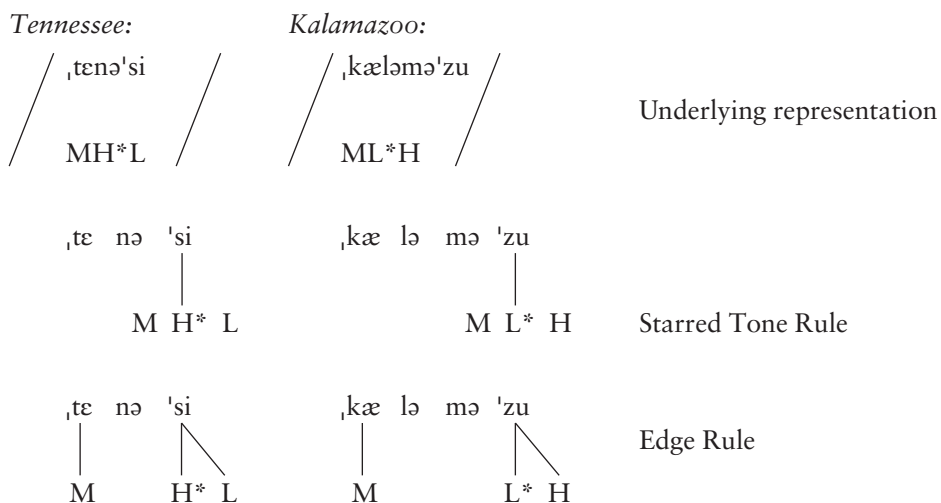 Tennessee: Kalamazoo:
ˌtɛnəˈsi ˌkæləməˈzu
Underlying representation
MH*L ML*H
ˌtɛ nə ˈsi ˌkæ lə mə ˈzu
M H* L M L* H Starred Tone Rule
ˌtɛ nə ˈsi ˌkæ lə mə ˈzu
Edge Rule
M H* L M L* H